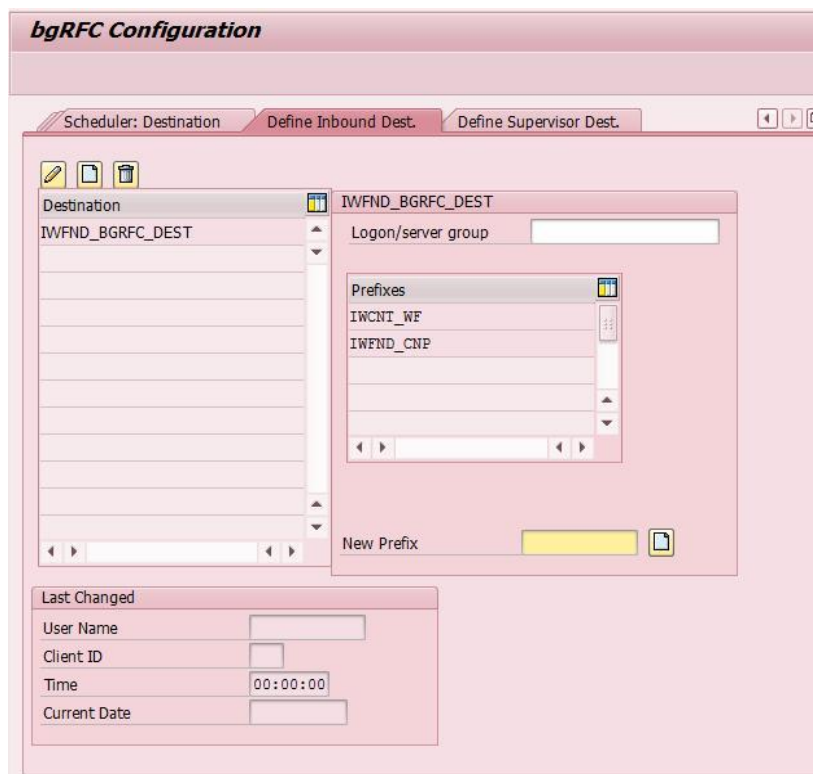 bgRFC Configuration
Scheduler: Destination
Define Inbound Dest.
Define Supervisor Dest.
Destination
IWFND_BGRFC_DEST
IWFND_BGRFC_DEST
Logon/server group
Prefixes
IWCNT_WF
IWFND_CNP
New Prefix
Last Changed
User Name
Client ID
Time 00:00:00
Current Date